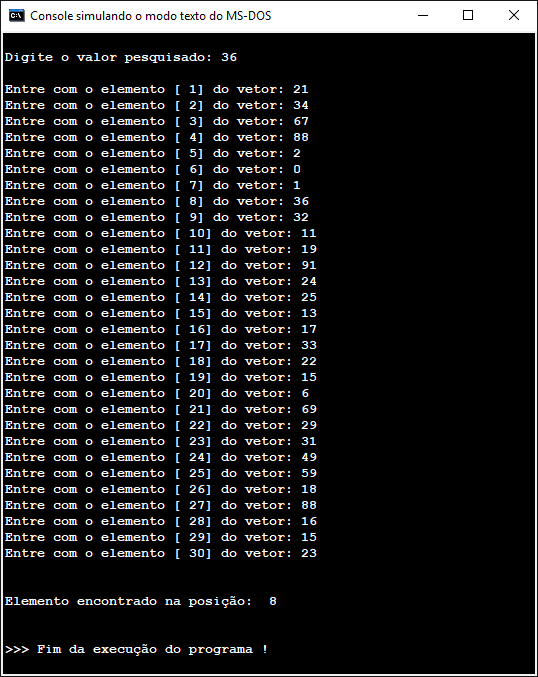 Console simulando o modo texto do MS-DOS
Digite o valor pesquisado: 36
Entre com o elemento [ 1] do vetor: 21
Entre com o elemento [ 2] do vetor: 34
Entre com o elemento [ 3] do vetor: 67
Entre com o elemento [ 4] do vetor: 88
Entre com o elemento [ 5] do vetor: 2
Entre com o elemento [ 6] do vetor: 0
Entre com o elemento [ 7] do vetor: 1
Entre com o elemento [ 8] do vetor: 36
Entre com o elemento [ 9] do vetor: 32
Entre com o elemento [ 10] do vetor: 11
Entre com o elemento [ 11] do vetor: 19
Entre com o elemento [ 12] do vetor: 91
Entre com o elemento [ 13] do vetor: 24
Entre com o elemento [ 14] do vetor: 25
Entre com o elemento [ 15] do vetor: 13
Entre com o elemento [ 16] do vetor: 17
Entre com o elemento [ 17] do vetor: 33
Entre com o elemento [ 18] do vetor: 22
Entre com o elemento [ 19] do vetor: 15
Entre com o elemento [ 20] do vetor: 6
Entre com o elemento [ 21] do vetor: 69
Entre com o elemento [ 22] do vetor: 29
Entre com o elemento [ 23] do vetor: 31
Entre com o elemento [ 24] do vetor: 49
Entre com o elemento [ 25] do vetor: 59
Entre com o elemento [ 26] do vetor: 18
Entre com o elemento [ 27] do vetor: 88
Entre com o elemento [ 28] do vetor: 16
Entre com o elemento [ 29] do vetor: 15
Entre com o elemento [ 30] do vetor: 23
Elemento encontrado na posição:  8
>>> Fim da execução do programa !